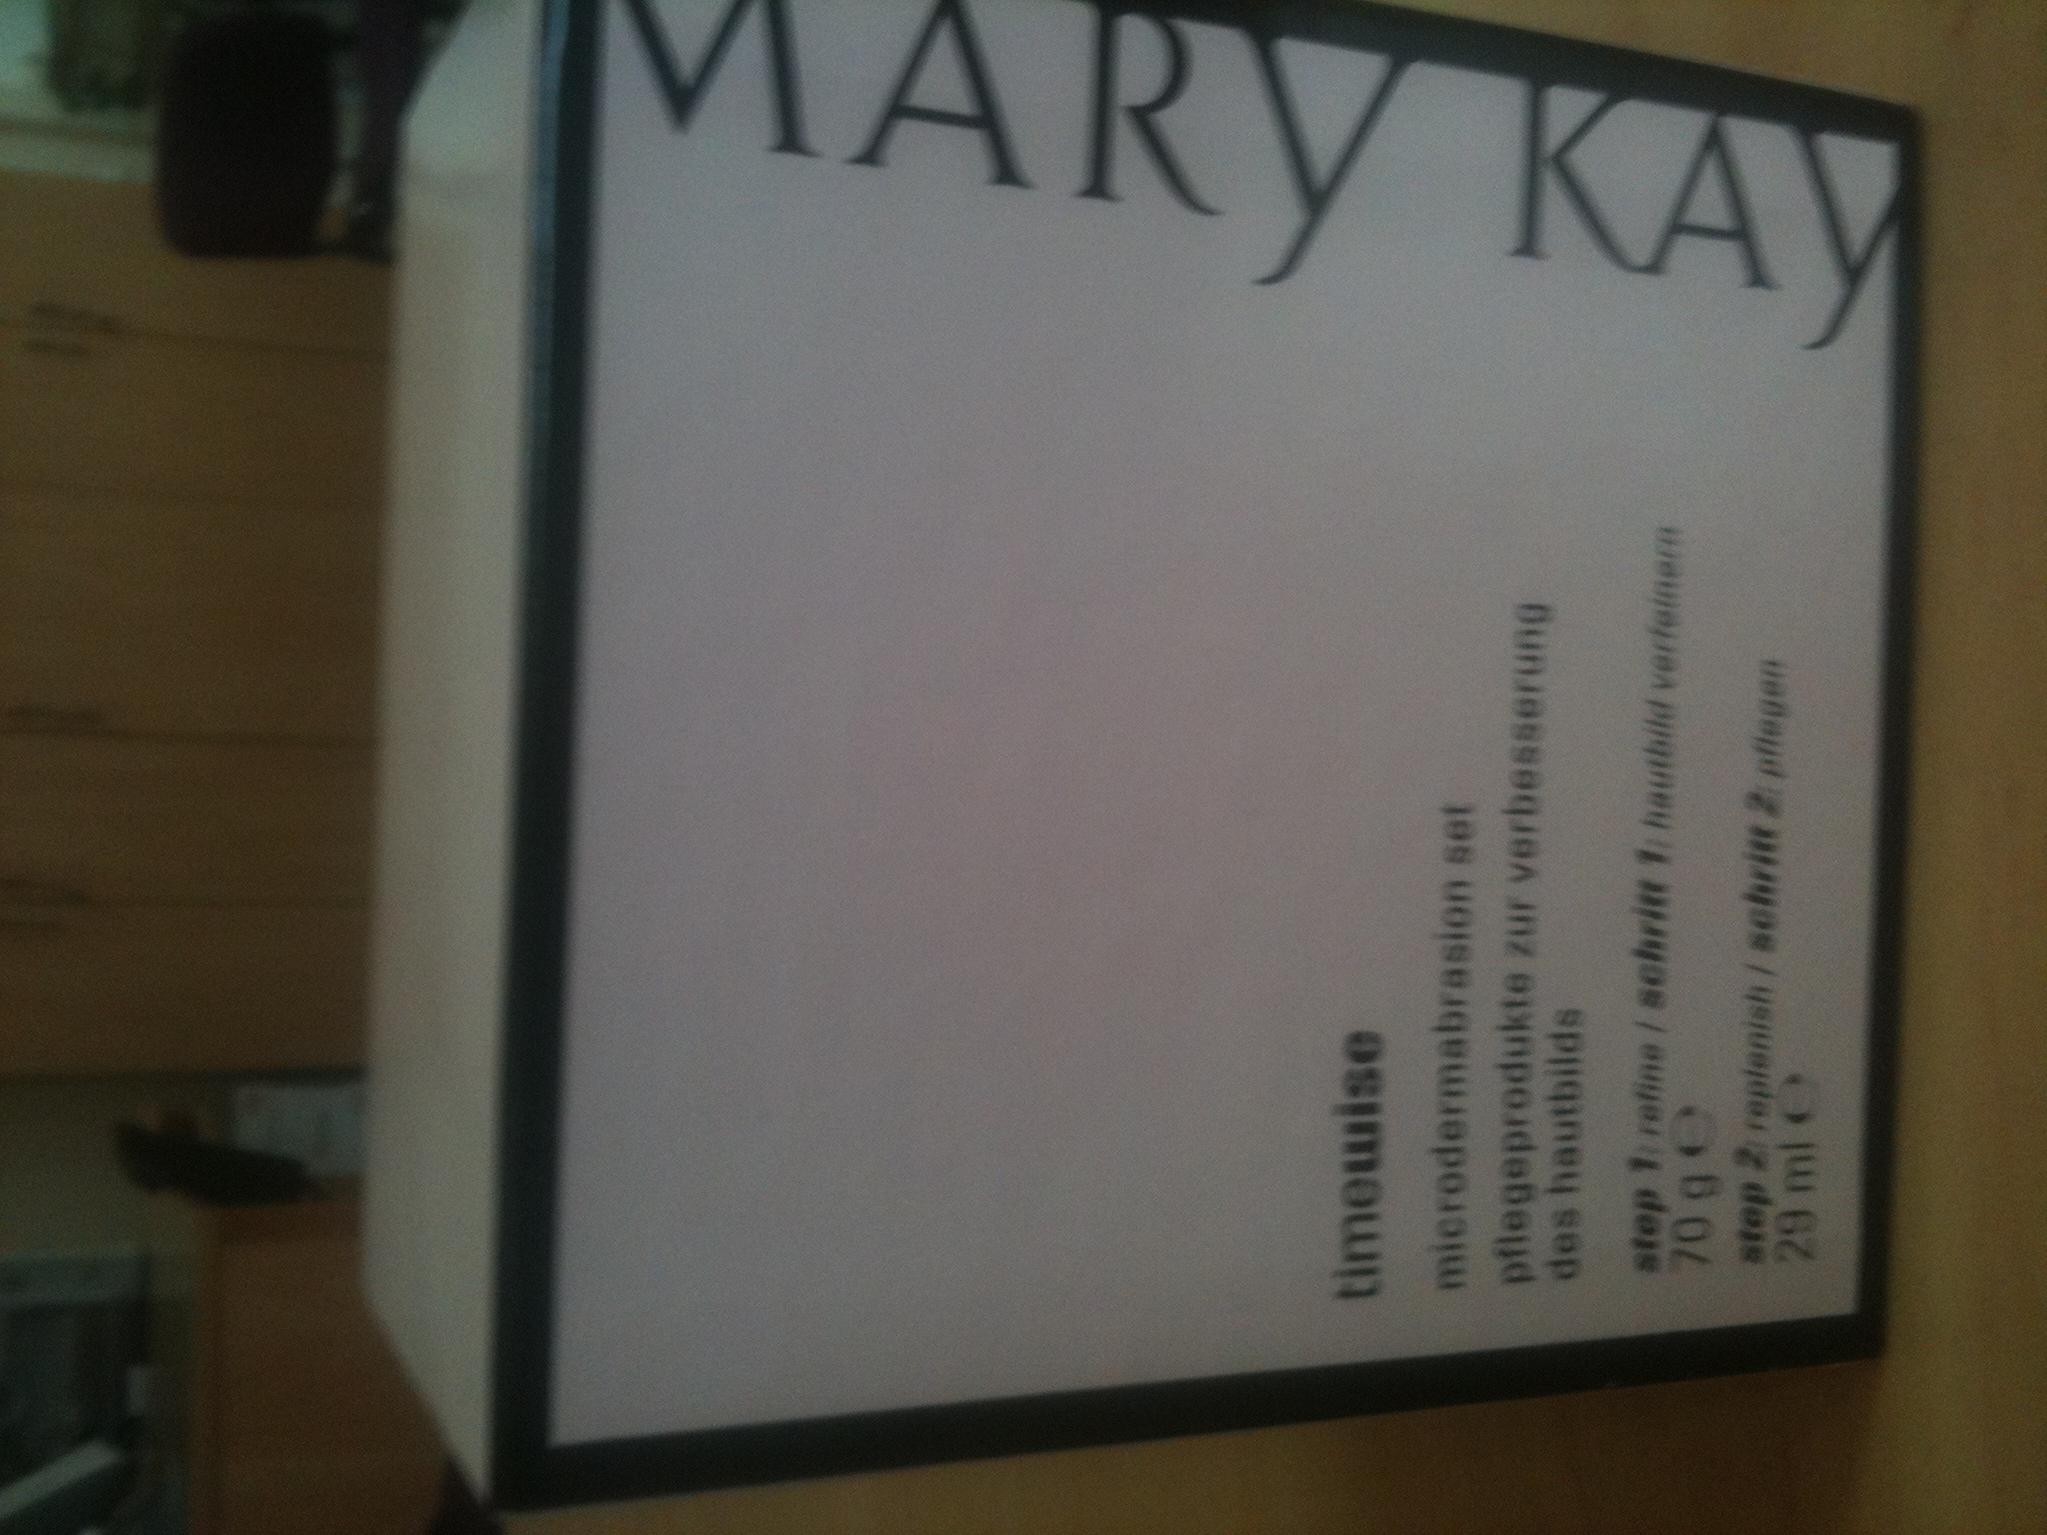 MARY KAY
timewise
microdermabrasion set
pflegeprodukte zur verbesserung
des hautbilds
step 1: refine / schritt 1: hautbild verfeinern
70 g ℮
step 2: replenish / schritt 2: pflegen
29 ml ℮